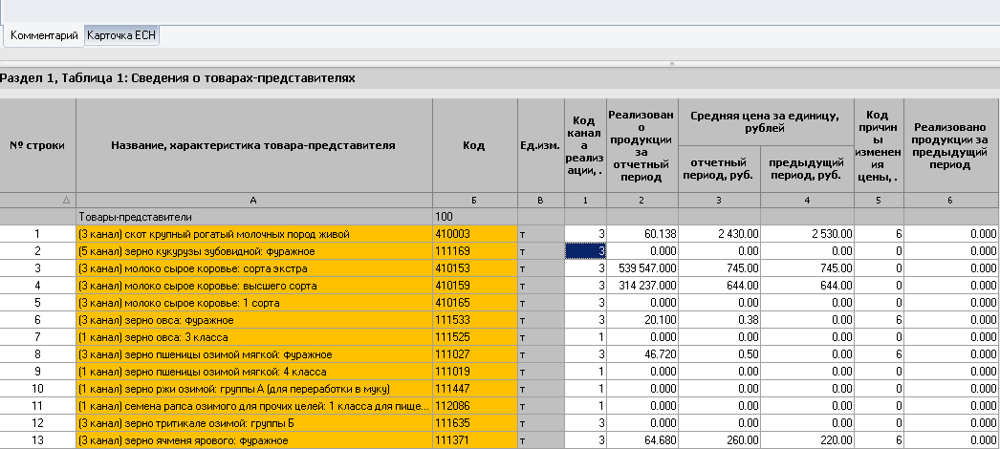 Комментарий Карточка ЕСН
Раздел 1, Таблица 1: Сведения о товарах-представителях
№ строки Название, характеристика товара-представителя Код Ед.изм. Код канала реализации, . Реализовано продукции за отчетный период Средняя цена за единицу, рублей Код причины изменения цены, . Реализовано продукции за предыдущий период
отчетный период, руб. предыдущий период, руб.
А Б В 1 2 3 4 5 6
Товары-представители 100
1 (3 канал) скот крупный рогатый молочных пород живой 410003 т 3 60.138 2 430.00 2 530.00 6 0.000
2 (5 канал) зерно кукурузы зубовидной: фуражное 111169 т 3 0.000 0.00 0.00 0 0.000
3 (3 канал) молоко сырое коровье: сорта экстра 410153 т 3 539 547.000 745.00 745.00 0 0.000
4 (3 канал) молоко сырое коровье: высшего сорта 410159 т 3 314 237.000 644.00 644.00 0 0.000
5 (3 канал) молоко сырое коровье: 1 сорта 410165 т 3 0.000 0.00 0.00 0 0.000
6 (3 канал) зерно овса: фуражное 111533 т 3 20.100 0.38 0.00 6 0.000
7 (1 канал) зерно овса: 3 класса 111525 т 1 0.000 0.00 0.00 0 0.000
8 (3 канал) зерно пшеницы озимой мягкой: фуражное 111027 т 3 46.720 0.50 0.00 6 0.000
9 (1 канал) зерно пшеницы озимой мягкой: 4 класса 111019 т 1 0.000 0.00 0.00 0 0.000
10 (1 канал) зерно ржи озимой: группы А (для переработки в муку) 111447 т 1 0.000 0.00 0.00 0 0.000
11 (1 канал) семена рапса озимого для прочих целей: 1 класса для пище... 112086 т 1 0.000 0.00 0.00 0 0.000
12 (3 канал) зерно тритикале озимой: группы Б 111635 т 3 0.000 0.00 0.00 0 0.000
13 (3 канал) зерно ячменя ярового: фуражное 111371 т 3 64.680 260.00 220.00 6 0.000